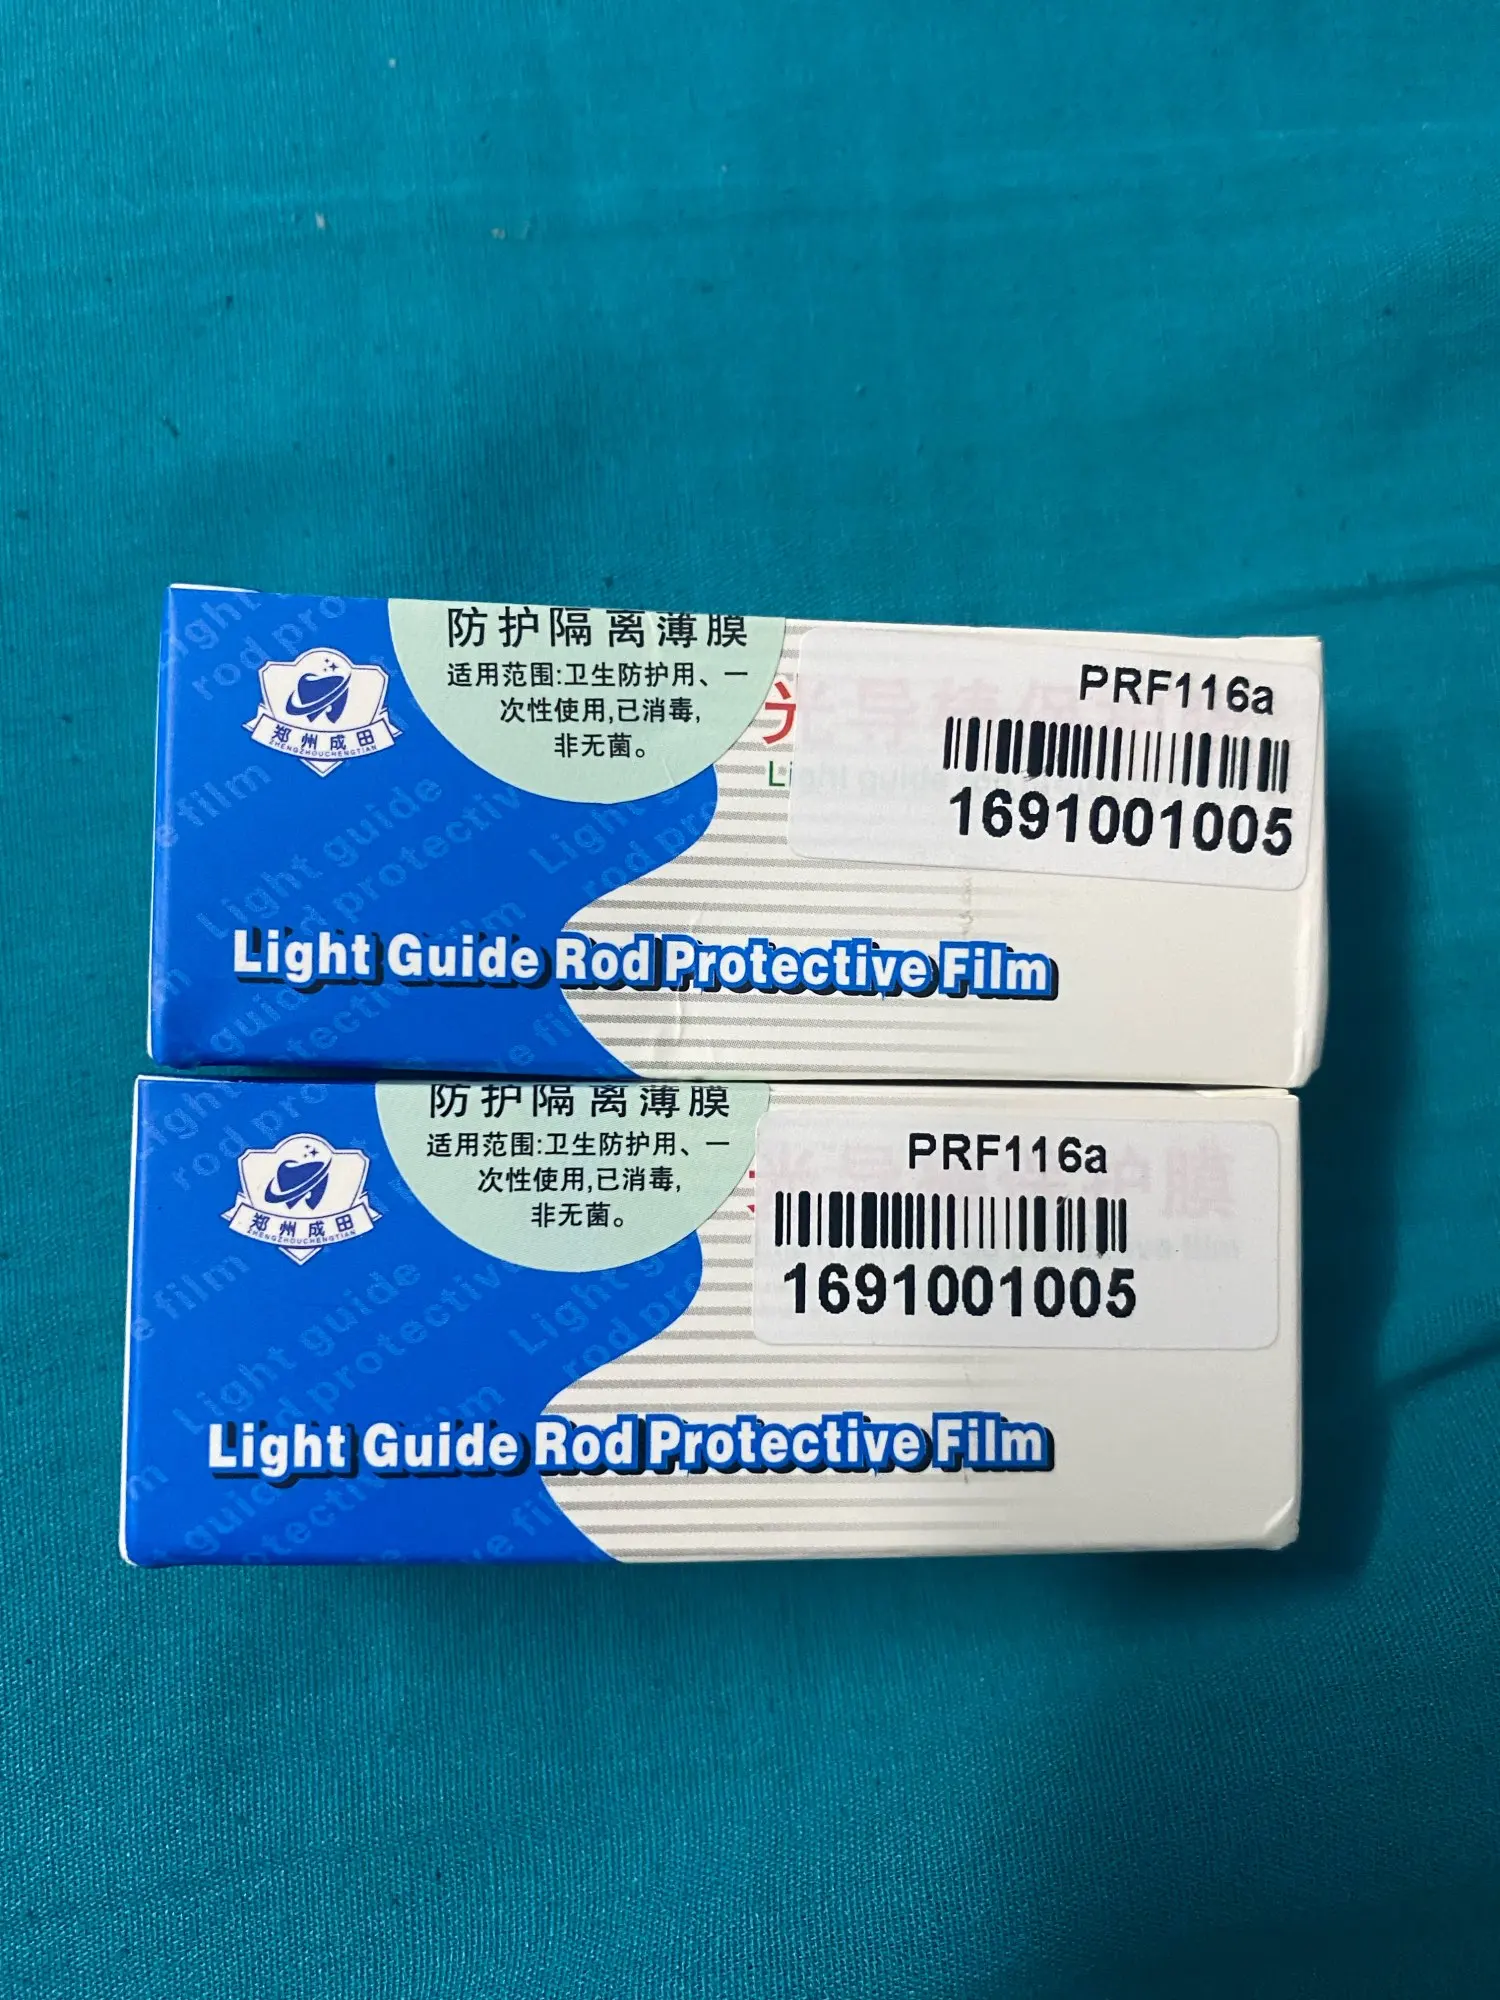 防护隔离薄膜
适用范围:卫生防护用、一
次性使用,已消毒,
非无菌。
郑州成田
ZHENGZHOUCHENGTIAN
PRF116a
1691001005
Light Guide Rod Protective Film
防护隔离薄膜
适用范围:卫生防护用、一
次性使用,已消毒,
非无菌。
郑州成田
ZHENGZHOUCHENGTIAN
PRF116a
1691001005
Light Guide Rod Protective Film